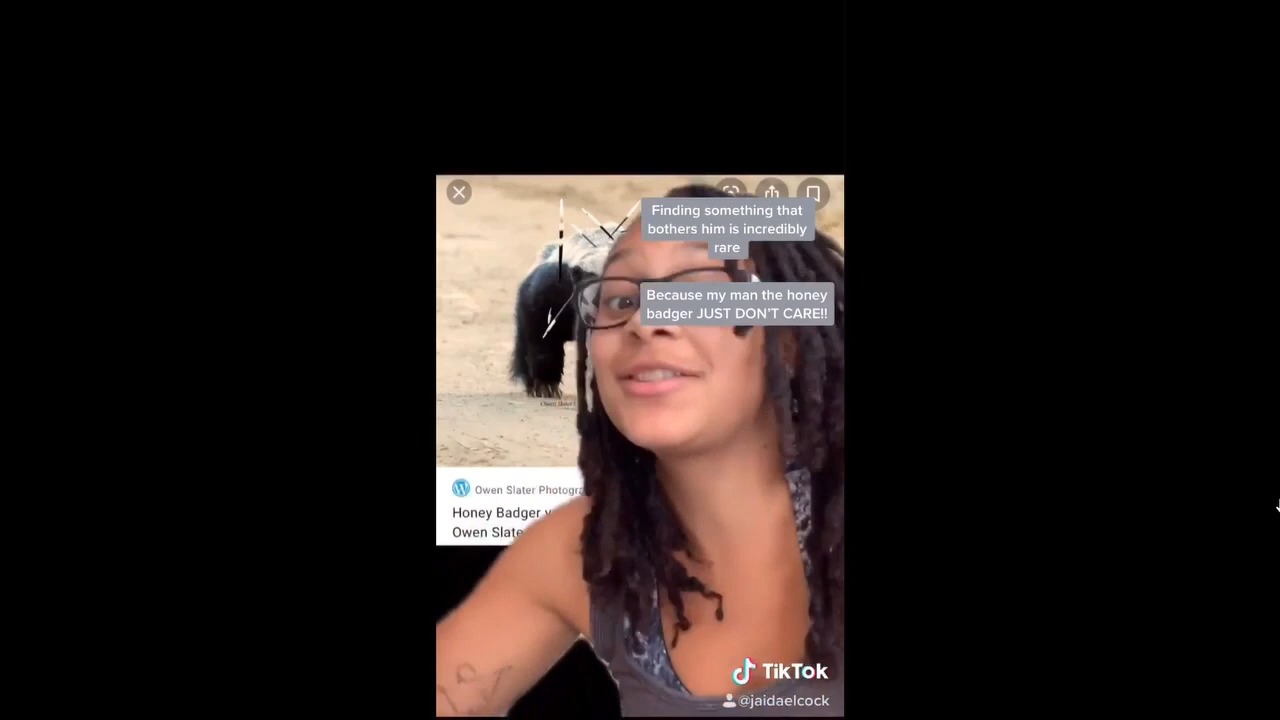 Finding something that
bothers him is incredibly
rare
Because my man the honey
badger JUST DON'T CARE!!
Owen Slater Photogra
Honey Badger v
Owen Slate
TikTok
@jaidaelcock